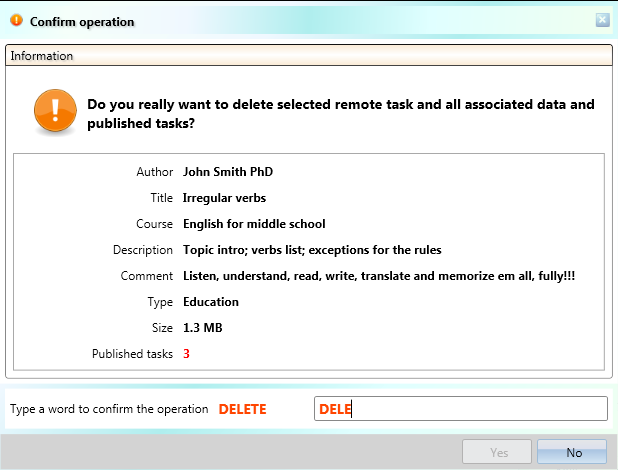 Confirm operation
Information
Do you really want to delete selected remote task and all associated data and
published tasks?
Author John Smith PhD
Title Irregular verbs
Course English for middle school
Description Topic intro; verbs list; exceptions for the rules
Comment Listen, understand, read, write, translate and memorize em all, fully!!!
Type Education
Size 1.3 MB
Published tasks 3
Type a word to confirm the operation DELETE DELE
Yes No